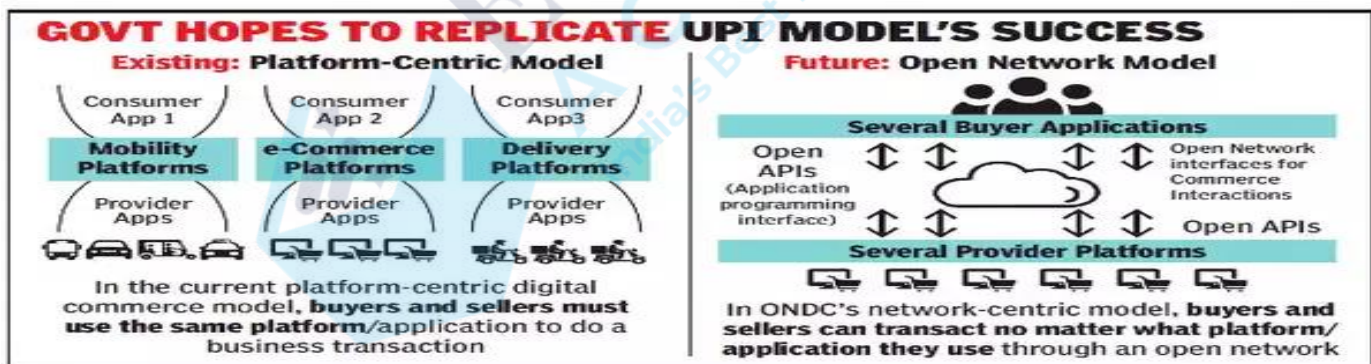 GOVT HOPES TO REPLICATE UPI MODEL'S SUCCESS
Existing: Platform-Centric Model
Consumer App 1
Consumer App 2
Consumer App3
Mobility Platforms
e-Commerce Platforms
Delivery Platforms
Provider Apps
Provider Apps
Provider Apps
In the current platform-centric digital
commerce model, buyers and sellers must
use the same platform/application to do a
business transaction
Future: Open Network Model
Several Buyer Applications
Open
APIs
(Application
programming
interface)
Open Network
interfaces for
Commerce
Interactions
Open APIs
Several Provider Platforms
In ONDC's network-centric model, buyers and
sellers can transact no matter what platform/
application they use through an open network
India's Best